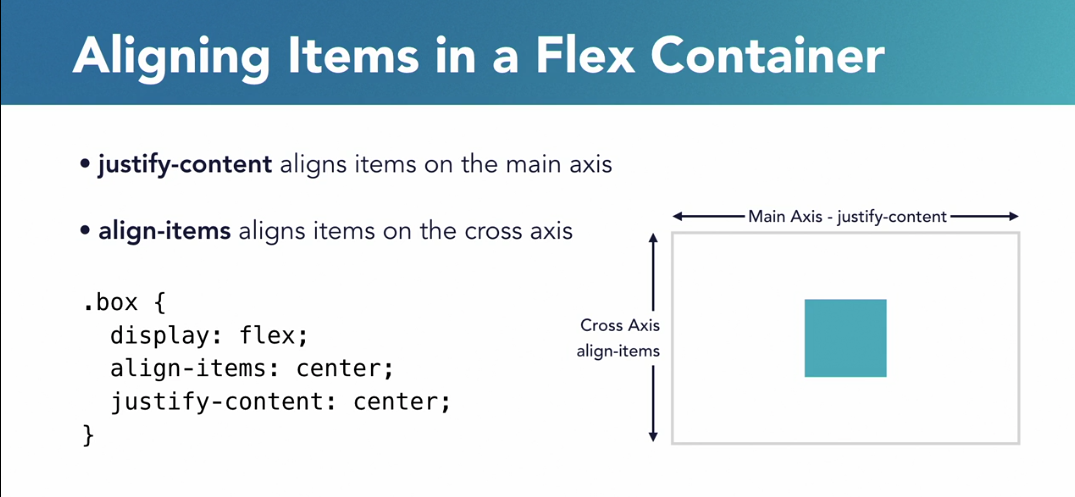 Aligning Items in a Flex Container
• justify-content aligns items on the main axis
• align-items aligns items on the cross axis
.box {
  display: flex;
  align-items: center;
  justify-content: center;
}
Main Axis - justify-content
Cross Axis
align-items